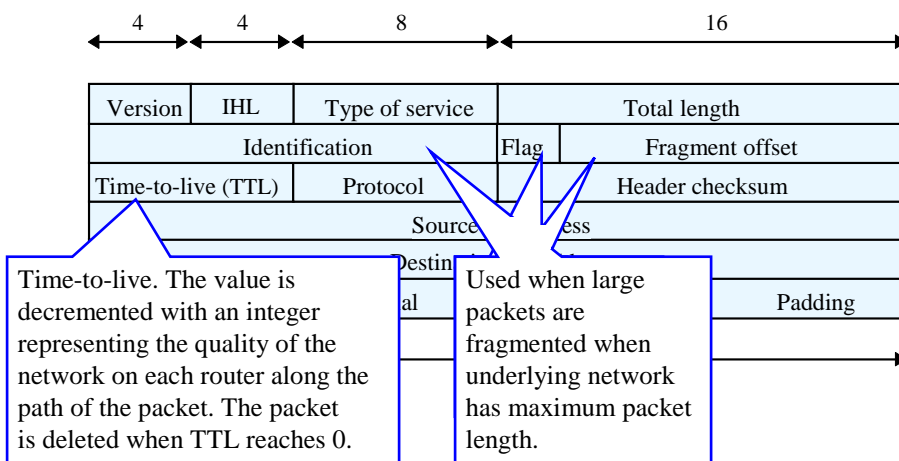 4 4 8 16
Version IHL Type of service Total length
Identification Flag Fragment offset
Time-to-live (TTL) Protocol Header checksum
Source
Time-to-live. The value is
decremented with an integer
representing the quality of the
network on each router along the
path of the packet. The packet
is deleted when TTL reaches 0.
Used when large
packets are
fragmented when
underlying network
has maximum packet
length.
Padding